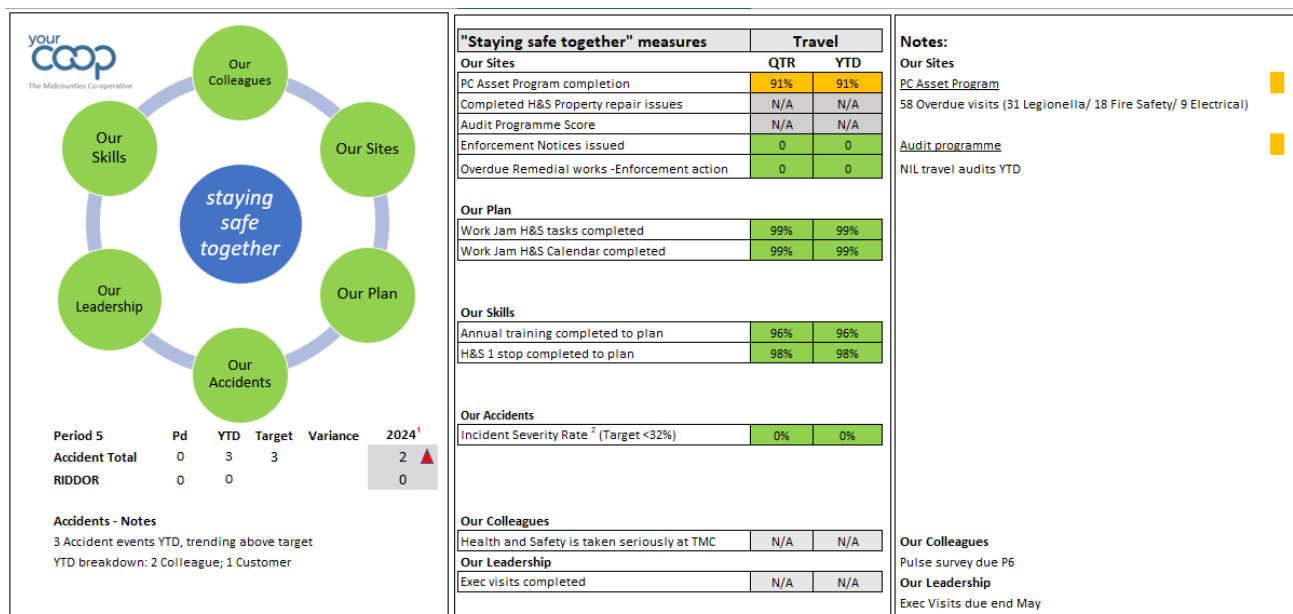 your
coop
The Midcounties Co-operative
Our
Colleagues
Our
Skills
Our Sites
staying
safe
together
Our
Leadership
Our Plan
Our
Accidents
Period 5 Pd YTD Target Variance 2024¹
Accident Total 0 3 3 2
RIDDOR 0 0 0
Accidents - Notes
3 Accident events YTD, trending above target
YTD breakdown: 2 Colleague; 1 Customer
"Staying safe together" measures Travel
Our Sites QTR YTD
PC Asset Program completion 91% 91%
Completed H&S Property repair issues N/A N/A
Audit Programme Score N/A N/A
Enforcement Notices issued 0 0
Overdue Remedial works -Enforcement action 0 0
Our Plan
Work Jam H&S tasks completed 99% 99%
Work Jam H&S Calendar completed 99% 99%
Our Skills
Annual training completed to plan 96% 96%
H&S 1 stop completed to plan 98% 98%
Our Accidents
Incident Severity Rate ² (Target <32%) 0% 0%
Our Colleagues
Health and Safety is taken seriously at TMC N/A N/A
Our Leadership
Exec visits completed N/A N/A
Notes:
Our Sites
PC Asset Program
58 Overdue visits (31 Legionella/ 18 Fire Safety/ 9 Electrical)
Audit programme
NIL travel audits YTD
Our Colleagues
Pulse survey due P6
Our Leadership
Exec Visits due end May